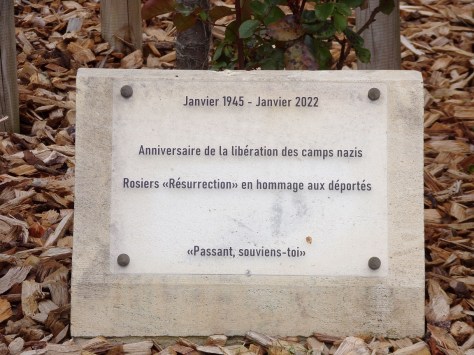 Janvier 1945 - Janvier 2022
Anniversaire de la libération des camps nazis
Rosiers «Résurrection» en hommage aux déportés
«Passant, souviens-toi»